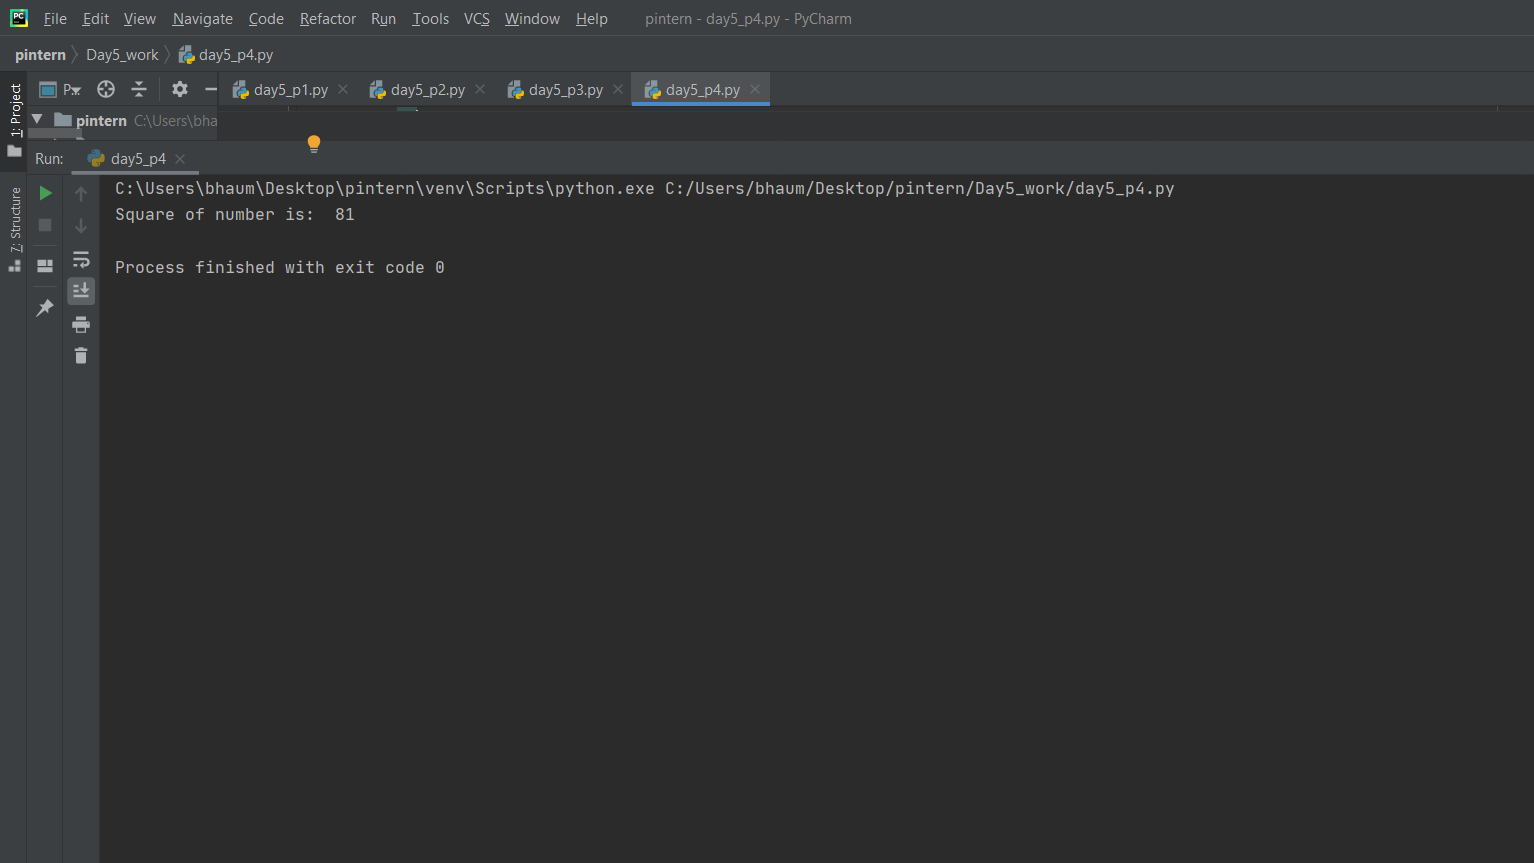 PC File Edit View Navigate Code Refactor Run Tools VCS Window Help pintern - day5_p4.py - PyCharm
pintern Day5_work day5_p4.py
1: Project
P... day5_p1.py day5_p2.py day5_p3.py day5_p4.py
pintern C:\Users\bha
Run: day5_p4
7: Structure
C:\Users\bhaum\Desktop\pintern\venv\Scripts\python.exe C:/Users/bhaum/Desktop/pintern/Day5_work/day5_p4.py
Square of number is:  81
Process finished with exit code 0